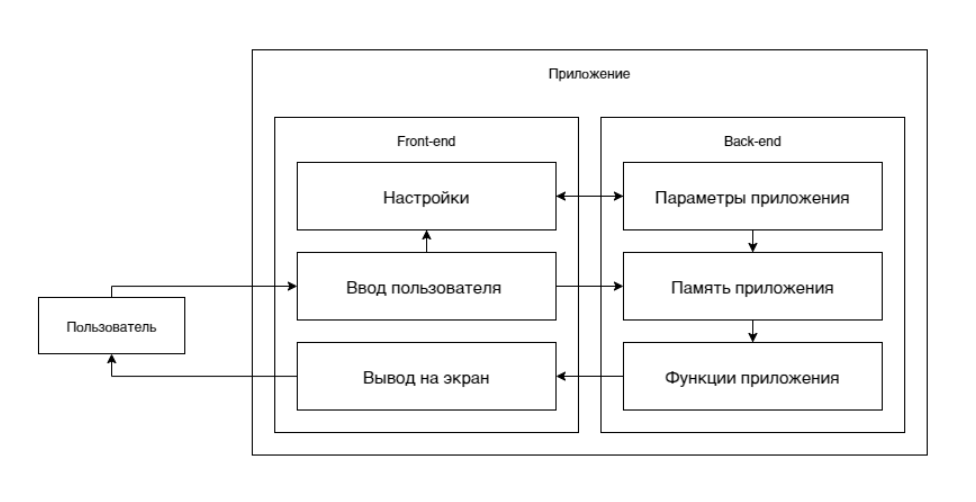 Приложение
Front-end
Back-end
Настройки
Параметры приложения
Ввод пользователя
Память приложения
Пользователь
Вывод на экран
Функции приложения